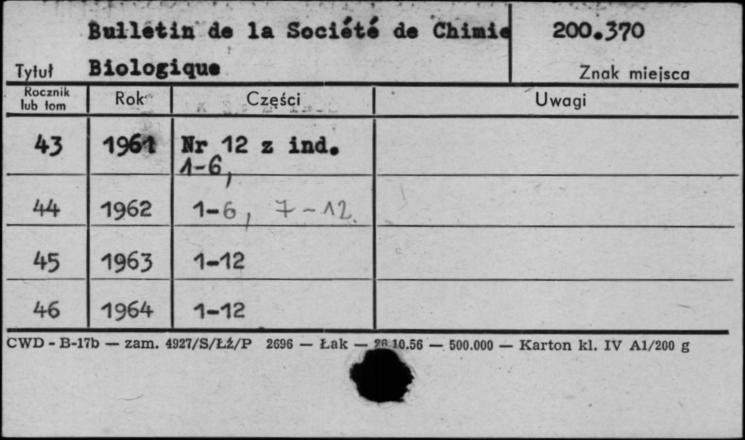 Bulletin de la Société de Chimie 200.370
Tytuł Biologique Znak miejsca
Rocznik lub tom Rok Części Uwagi
43 1961 Nr 12 z ind.
1-6,
44 1962 1-6, 7-12
45 1963 1-12
46 1964 1-12
CWD - B-17b — zam. 4927/S/ŁŻ/P 2696 — Łak — 26.10.56 — 500.000 — Karton kl. IV A1/200 g